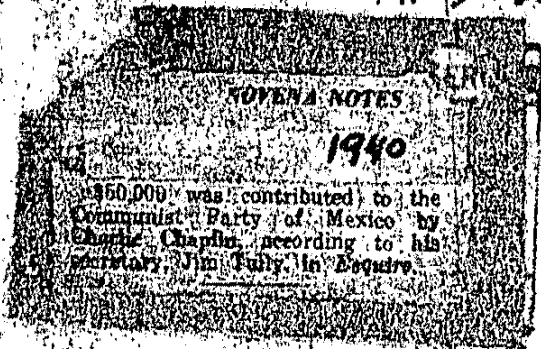 NOVENA NOTES
1940
$50,000 was contributed to the
Communist Party of Mexico by
Charlie Chaplin, according to his
secretary, Jim Tully, in Esquire.